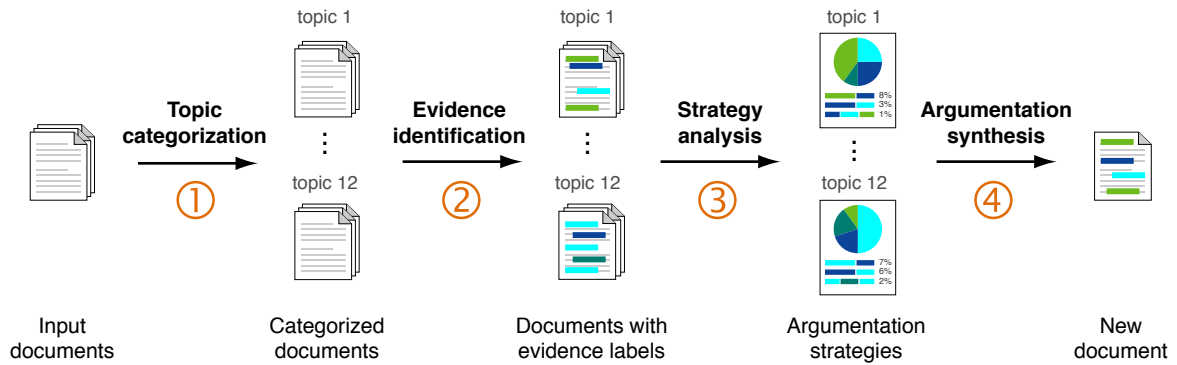 topic 1
topic 1
topic 1
Topic
categorization
Evidence
identification
Strategy
analysis
Argumentation
synthesis
8%
3%
1%
①
②
③
④
topic 12
topic 12
topic 12
7%
6%
2%
Input
documents
Categorized
documents
Documents with
evidence labels
Argumentation
strategies
New
document